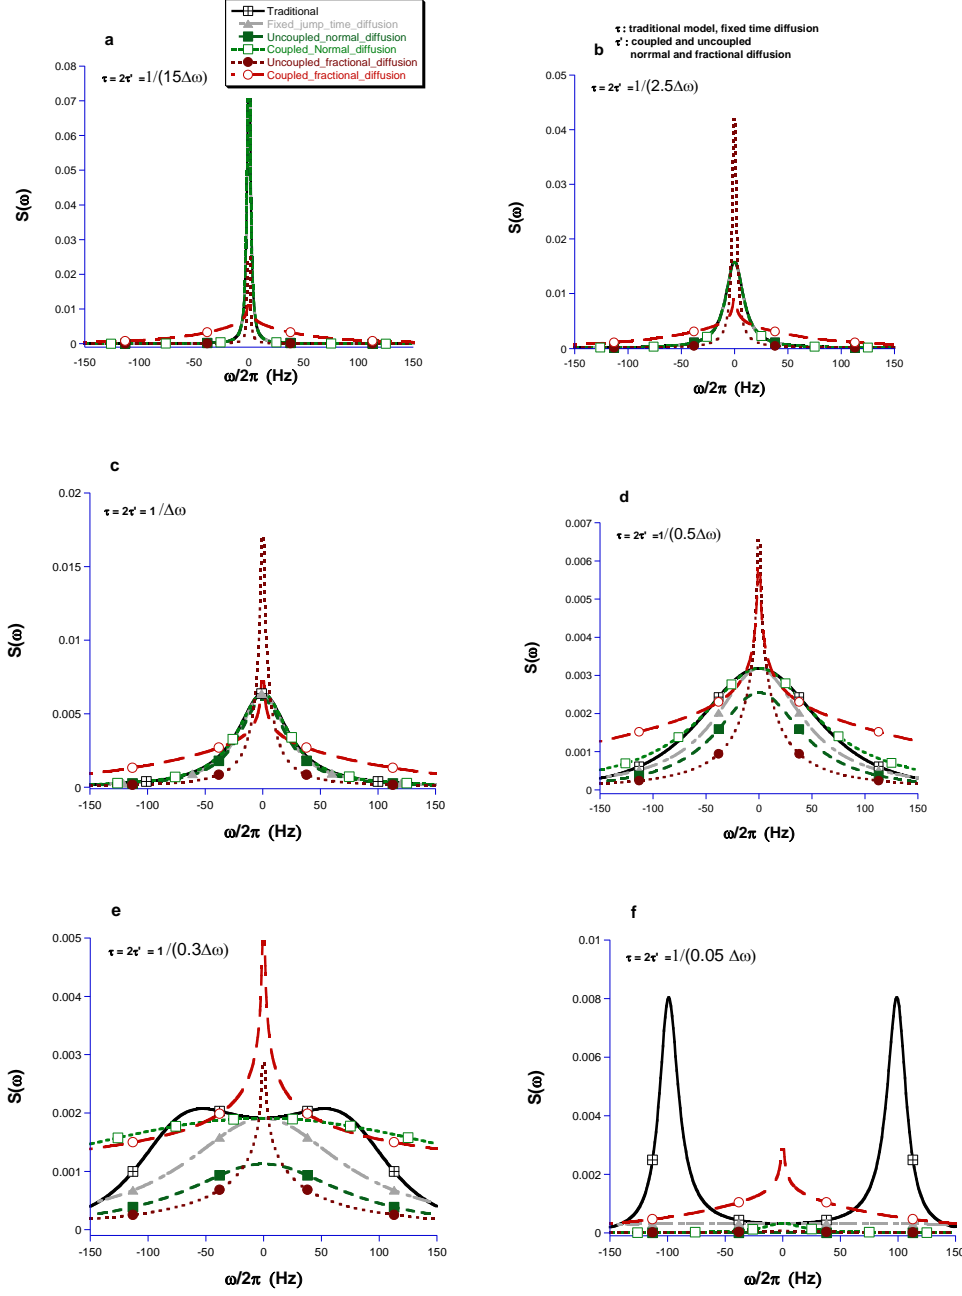 Traditional
Fixed_jump_time_diffusion
Uncoupled_normal_diffusion
Coupled_Normal_diffusion
Uncoupled_fractional_diffusion
Coupled_fractional_diffusion
τ : traditional model, fixed time diffusion
τ' : coupled and uncoupled
normal and fractional diffusion
a
τ = 2τ' = 1/(15Δω)
0.08
0.07
0.06
0.05
0.04
0.03
0.02
0.01
0
S(ω)
-150 -100 -50 0 50 100 150
ω/2π (Hz)
b
τ = 2τ' = 1/(2.5Δω)
0.05
0.04
0.03
0.02
0.01
0
S(ω)
-150 -100 -50 0 50 100 150
ω/2π (Hz)
c
τ = 2τ' = 1 /Δω
0.02
0.015
0.01
0.005
0
S(ω)
-150 -100 -50 0 50 100 150
ω/2π (Hz)
d
τ = 2τ' =1/(0.5Δω)
0.007
0.006
0.005
0.004
0.003
0.002
0.001
0
S(ω)
-150 -100 -50 0 50 100 150
ω/2π (Hz)
e
τ = 2τ' = 1/(0.3Δω)
0.005
0.004
0.003
0.002
0.001
0
S(ω)
-150 -100 -50 0 50 100 150
ω/2π (Hz)
f
τ = 2τ' =1/(0.05 Δω)
0.01
0.008
0.006
0.004
0.002
0
S(ω)
-150 -100 -50 0 50 100 150
ω/2π (Hz)